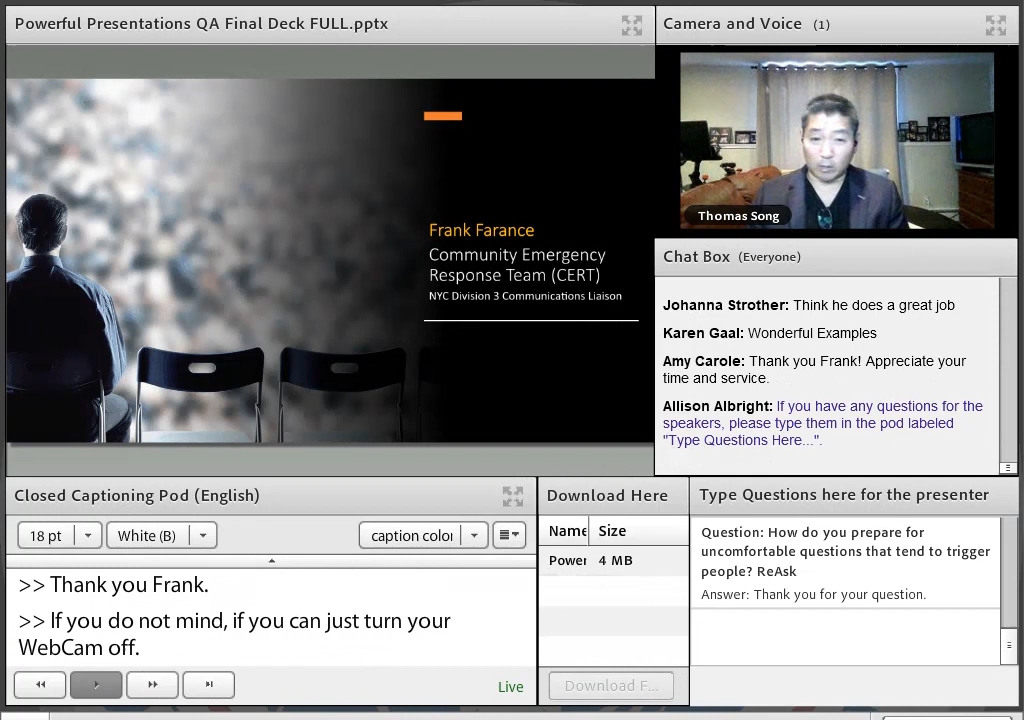 Powerful Presentations QA Final Deck FULL.pptx
Frank Farance
Community Emergency
Response Team (CERT)
NYC Division 3 Communications Liaison
Camera and Voice (1)
Thomas Song
Chat Box (Everyone)
Johanna Strother: Think he does a great job
Karen Gaal: Wonderful Examples
Amy Carole: Thank you Frank! Appreciate your
time and service.
Allison Albright: If you have any questions for the
speakers, please type them in the pod labeled
"Type Questions Here...".
Closed Captioning Pod (English)
18 pt
White (B)
caption color
>> Thank you Frank.
>> If you do not mind, if you can just turn your
WebCam off.
Live
Download Here
Name Size
Power 4 MB
Download F...
Type Questions here for the presenter
Question: How do you prepare for
uncomfortable questions that tend to trigger
people? ReAsk
Answer: Thank you for your question.